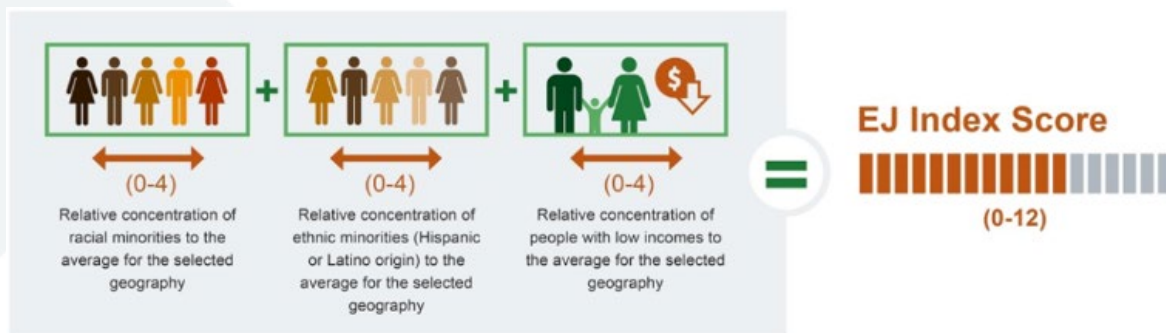 +
+
$
=
EJ Index Score
(0-12)
(0-4)
Relative concentration of
racial minorities to the
average for the selected
geography
(0-4)
Relative concentration of
ethnic minorities (Hispanic
or Latino origin) to the
average for the selected
geography
(0-4)
Relative concentration of
people with low incomes to
the average for the selected
geography